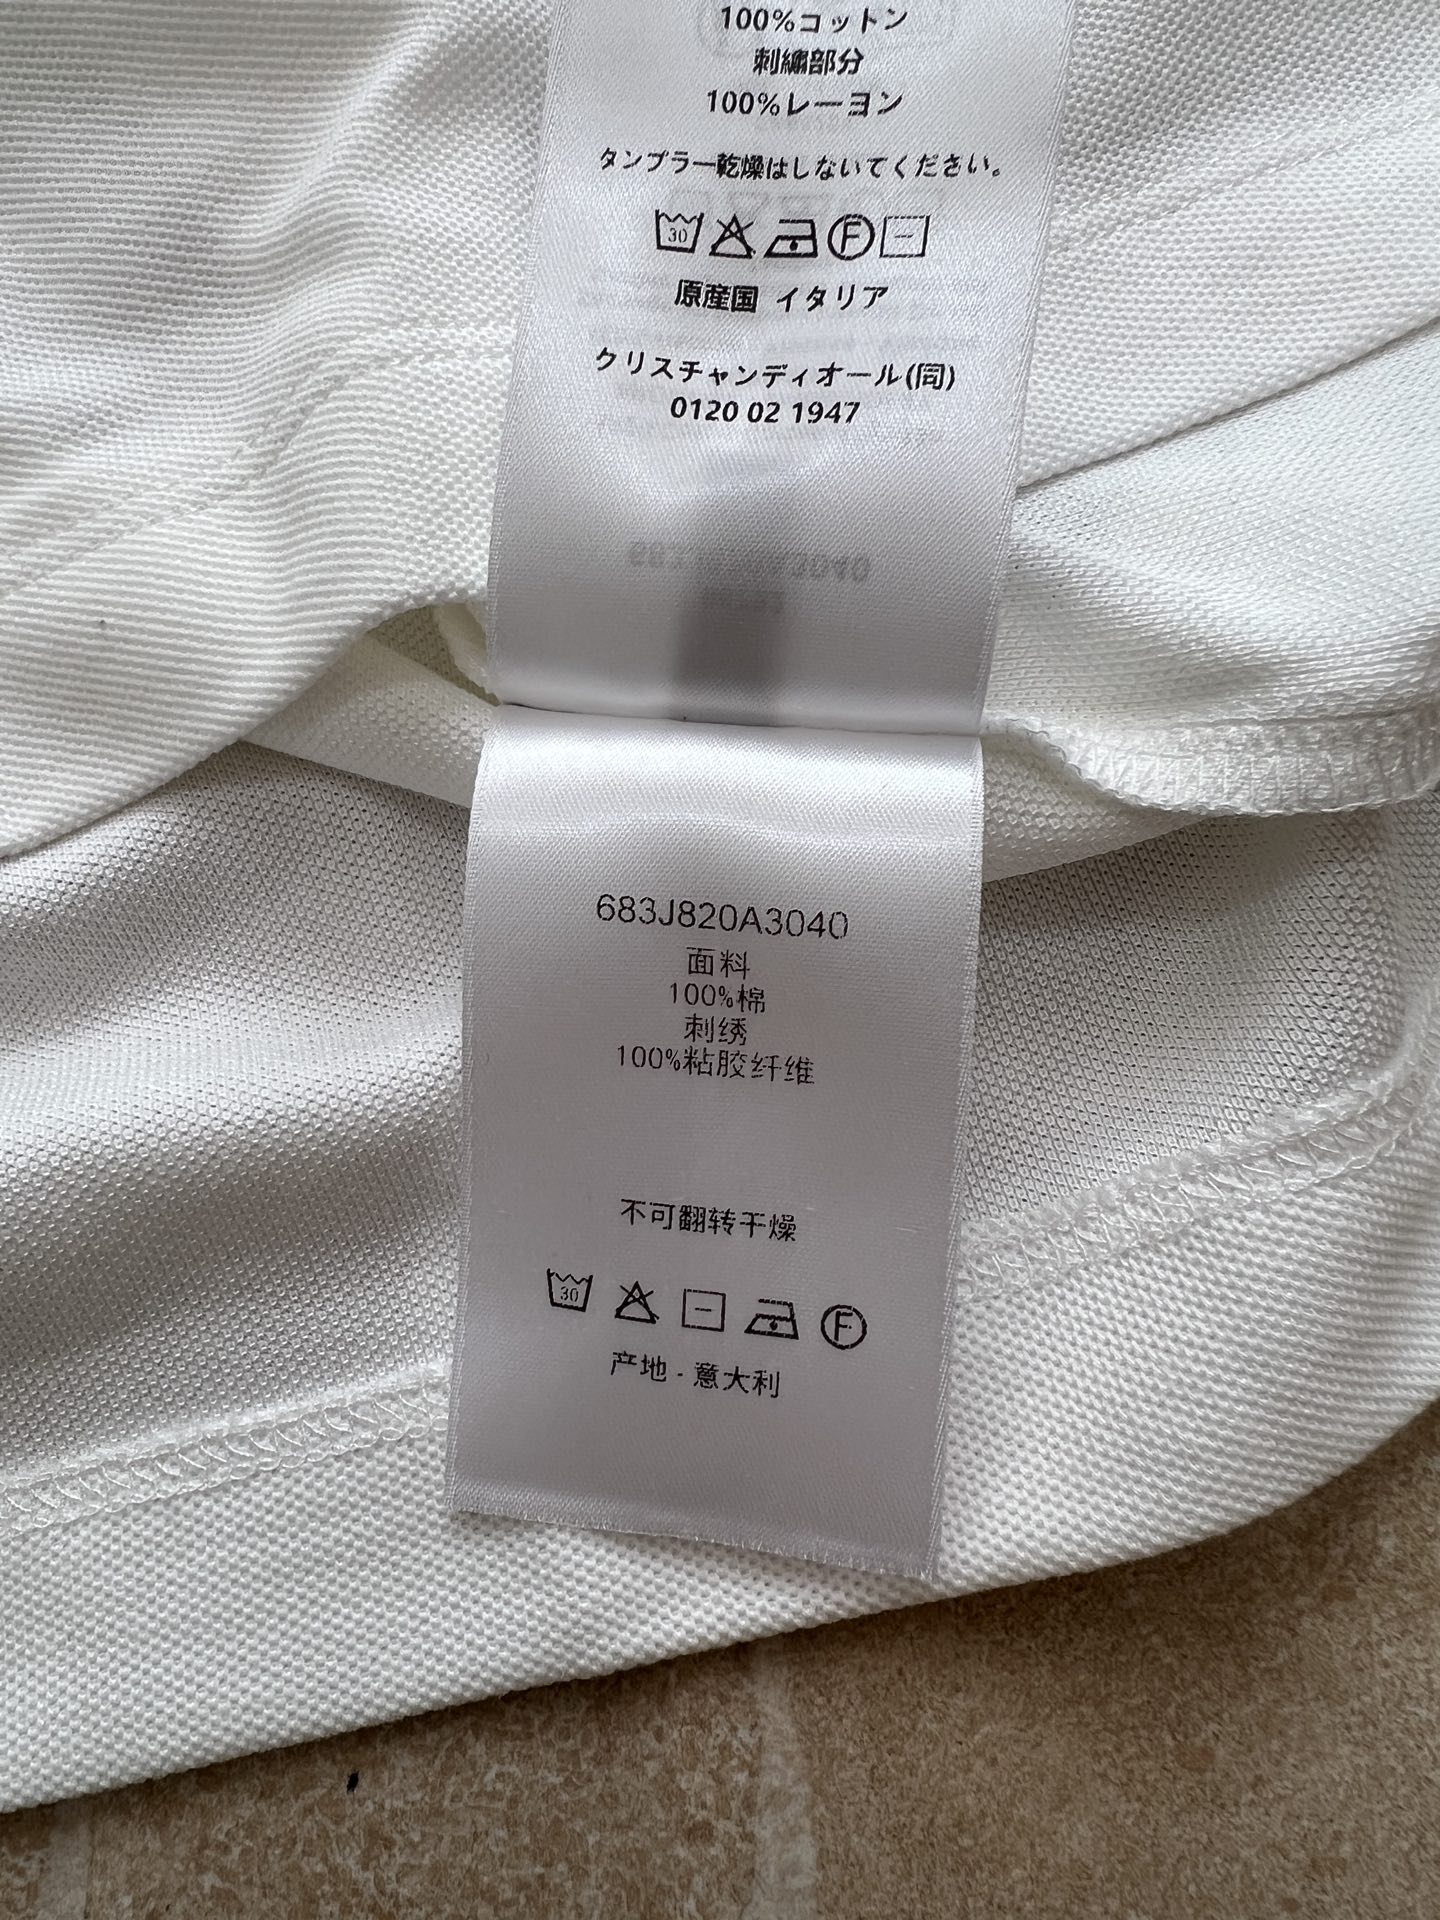 100%コットン
刺繍部分
100%レーヨン
タンブラー乾燥はしないでください。
30 F
原産国 イタリア
クリスチャンディオール(同)
0120 02 1947
683J820A3040
面料
100%棉
刺绣
100%粘胶纤维
不可翻转干燥
30 F
产地 - 意大利